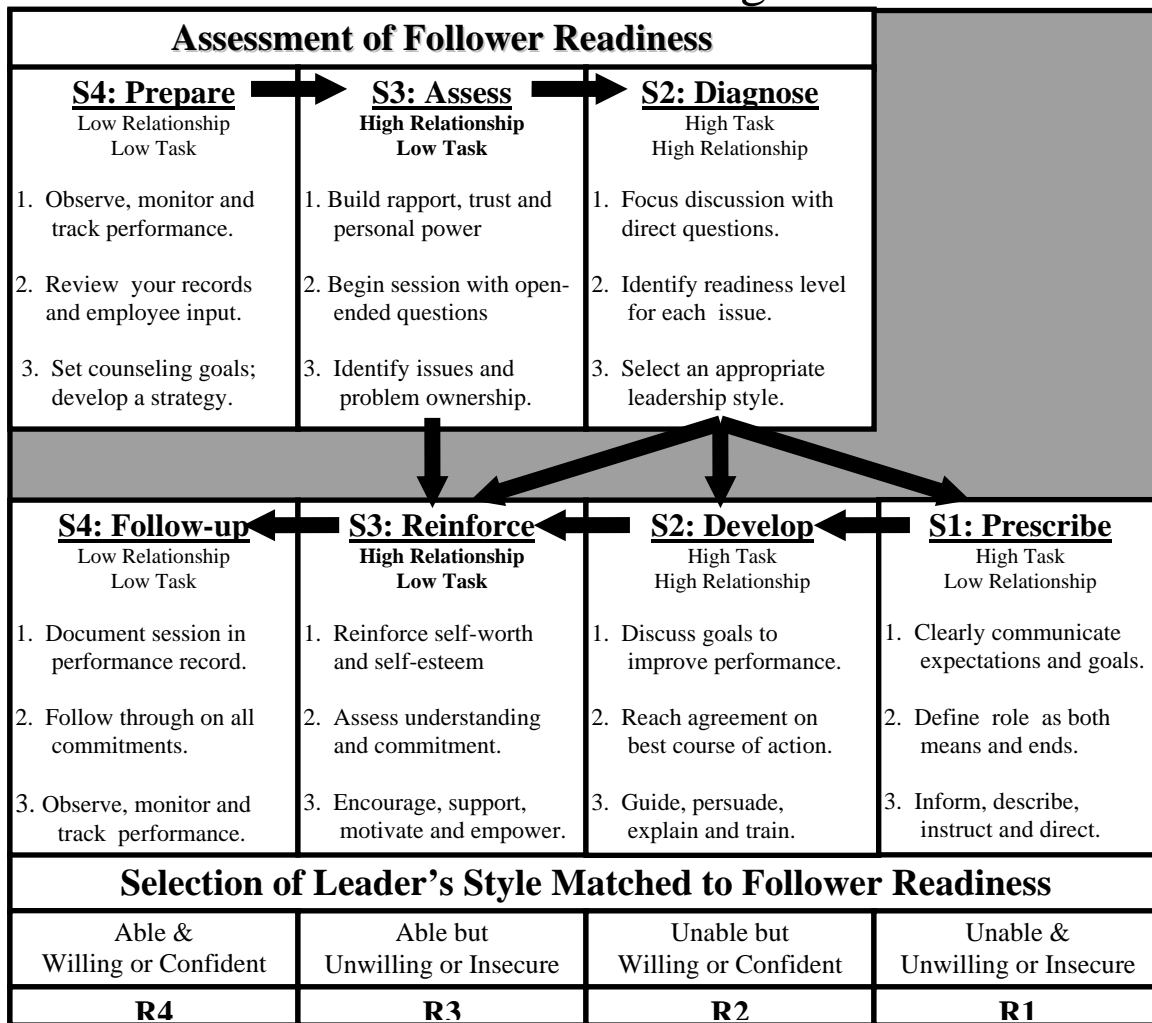 Assessment of Follower Readiness
S4: Prepare
Low Relationship
Low Task
1. Observe, monitor and
track performance.
2. Review your records
and employee input.
3. Set counseling goals;
develop a strategy.
S3: Assess
High Relationship
Low Task
1. Build rapport, trust and
personal power
2. Begin session with open-
ended questions
3. Identify issues and
problem ownership.
S2: Diagnose
High Task
High Relationship
1. Focus discussion with
direct questions.
2. Identify readiness level
for each issue.
3. Select an appropriate
leadership style.
S4: Follow-up
Low Relationship
Low Task
1. Document session in
performance record.
2. Follow through on all
commitments.
3. Observe, monitor and
track performance.
S3: Reinforce
High Relationship
Low Task
1. Reinforce self-worth
and self-esteem
2. Assess understanding
and commitment.
3. Encourage, support,
motivate and empower.
S2: Develop
High Task
High Relationship
1. Discuss goals to
improve performance.
2. Reach agreement on
best course of action.
3. Guide, persuade,
explain and train.
S1: Prescribe
High Task
Low Relationship
1. Clearly communicate
expectations and goals.
2. Define role as both
means and ends.
3. Inform, describe,
instruct and direct.
Selection of Leader's Style Matched to Follower Readiness
Able &
Willing or Confident
Able but
Unwilling or Insecure
Unable but
Willing or Confident
Unable &
Unwilling or Insecure
R4
R3
R2
R1